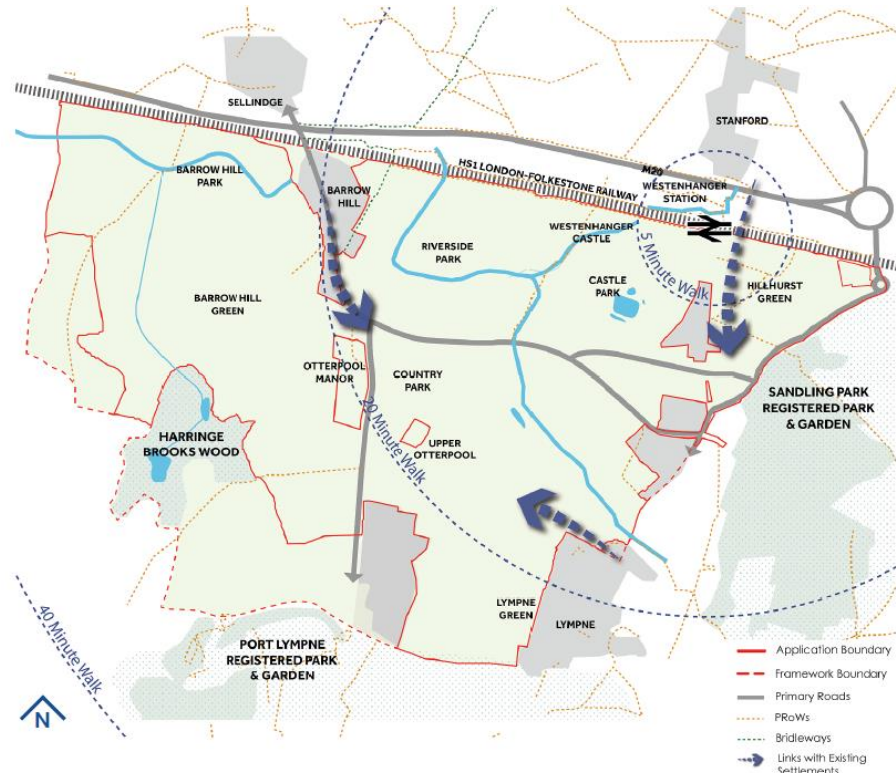 SELLINDGE
STANFORD
HS1 LONDON-FOLKESTONE RAILWAY
M20
WESTENHANGER
STATION
BARROW HILL
PARK
BARROW
HILL
WESTENHANGER
CASTLE
RIVERSIDE
PARK
5 Minute Walk
CASTLE
PARK
HILLHURST
GREEN
BARROW HILL
GREEN
OTTERPOOL
MANOR
COUNTRY
PARK
20 Minute Walk
SANDLING PARK
REGISTERED PARK
& GARDEN
HARRINGE
BROOKS WOOD
UPPER
OTTERPOOL
LYMPNE
GREEN
LYMPNE
40 Minute Walk
PORT LYMPNE
REGISTERED PARK
& GARDEN
N
Application Boundary
Framework Boundary
Primary Roads
PRoWs
Bridleways
Links with Existing
Settlements